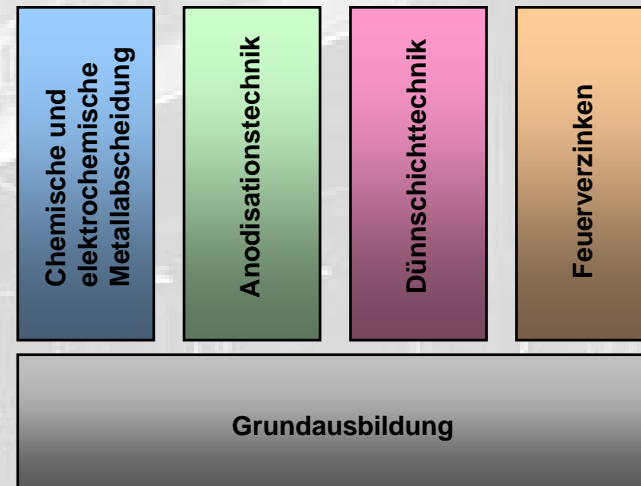 Chemische und
elektrochemische
Metallabscheidung
Anodisationstechnik
Dünnschichttechnik
Feuerverzinken
Grundausbildung